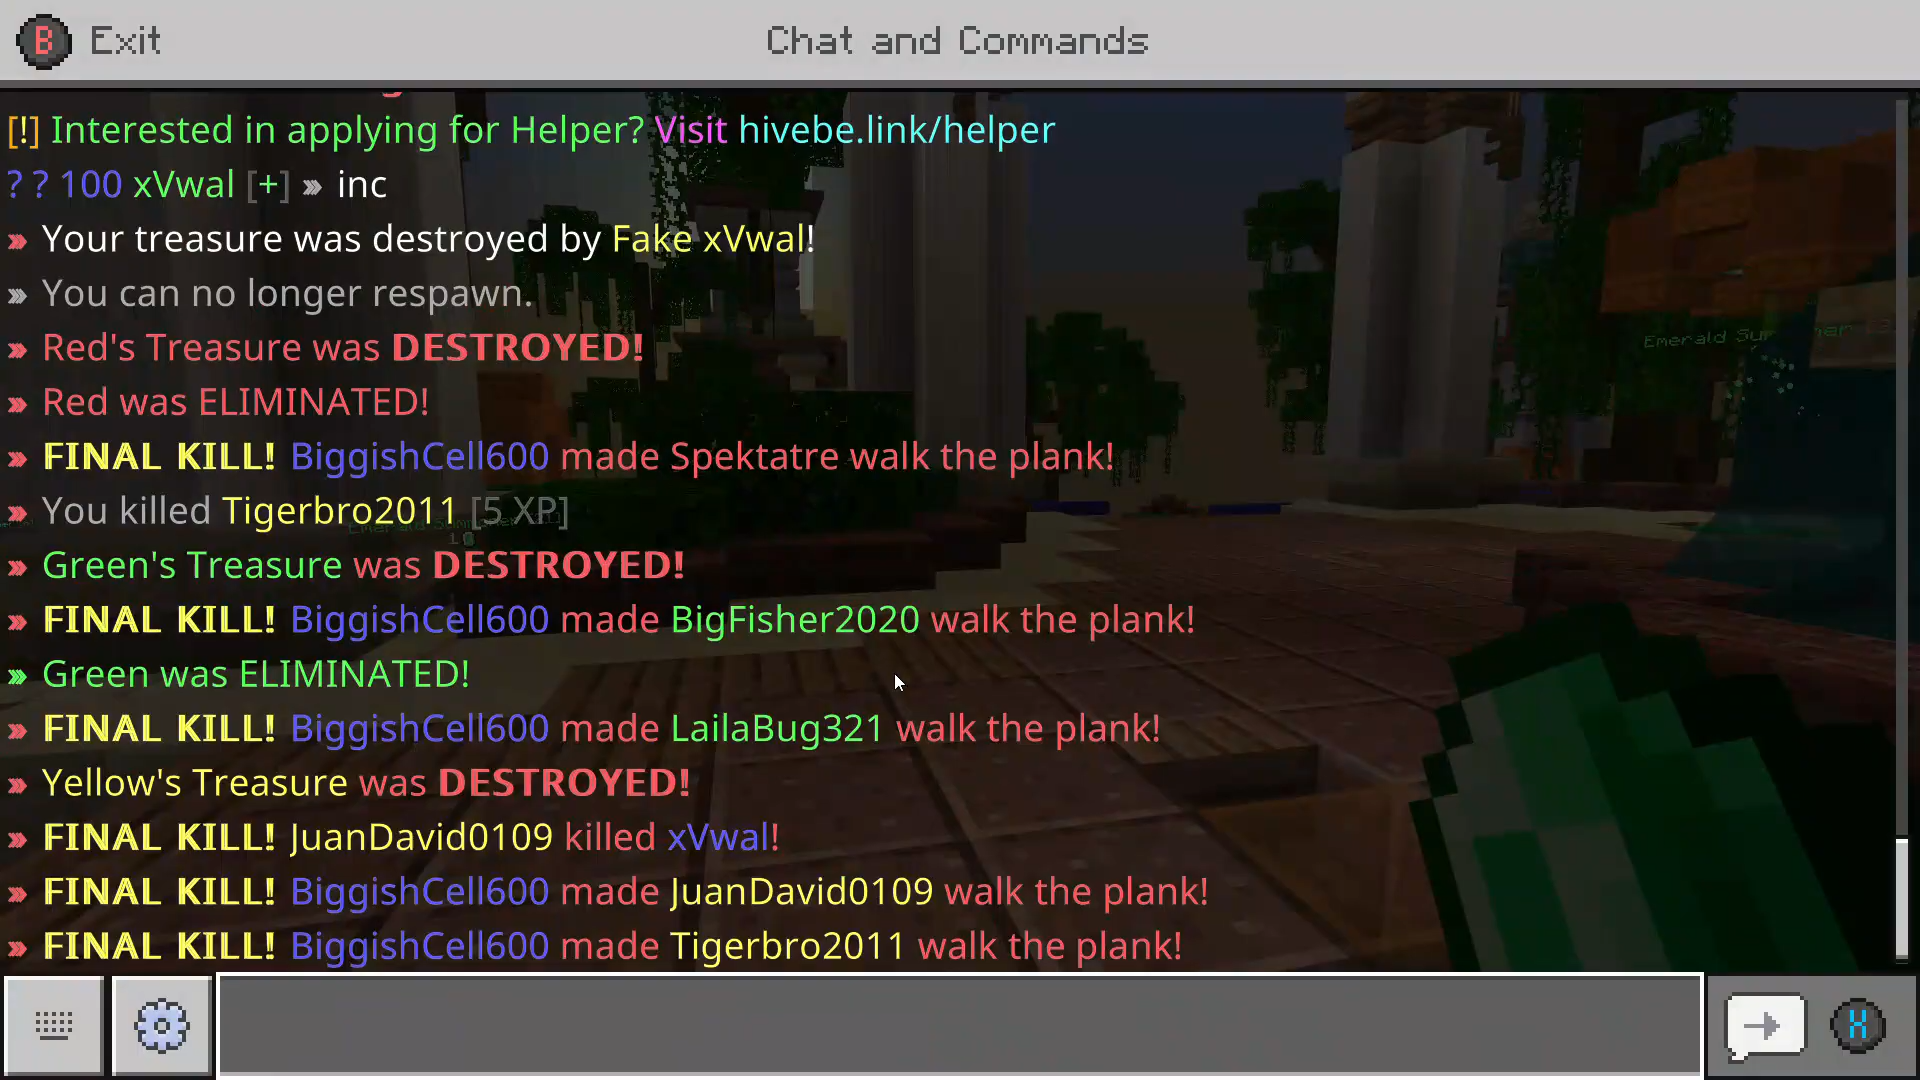 B Exit
Chat and Commands
[!] Interested in applying for Helper? Visit hivebe.link/helper
? ? 100 xVwal [+] » inc
» Your treasure was destroyed by Fake xVwal!
» You can no longer respawn.
» Red's Treasure was DESTROYED!
» Red was ELIMINATED!
» FINAL KILL! BiggishCell600 made Spektatre walk the plank!
» You killed Tigerbro2011 [5 XP]
» Green's Treasure was DESTROYED!
» FINAL KILL! BiggishCell600 made BigFisher2020 walk the plank!
» Green was ELIMINATED!
» FINAL KILL! BiggishCell600 made LailaBug321 walk the plank!
» Yellow's Treasure was DESTROYED!
» FINAL KILL! JuanDavid0109 killed xVwal!
» FINAL KILL! BiggishCell600 made JuanDavid0109 walk the plank!
» FINAL KILL! BiggishCell600 made Tigerbro2011 walk the plank!
Emerald
Emerald
10
X